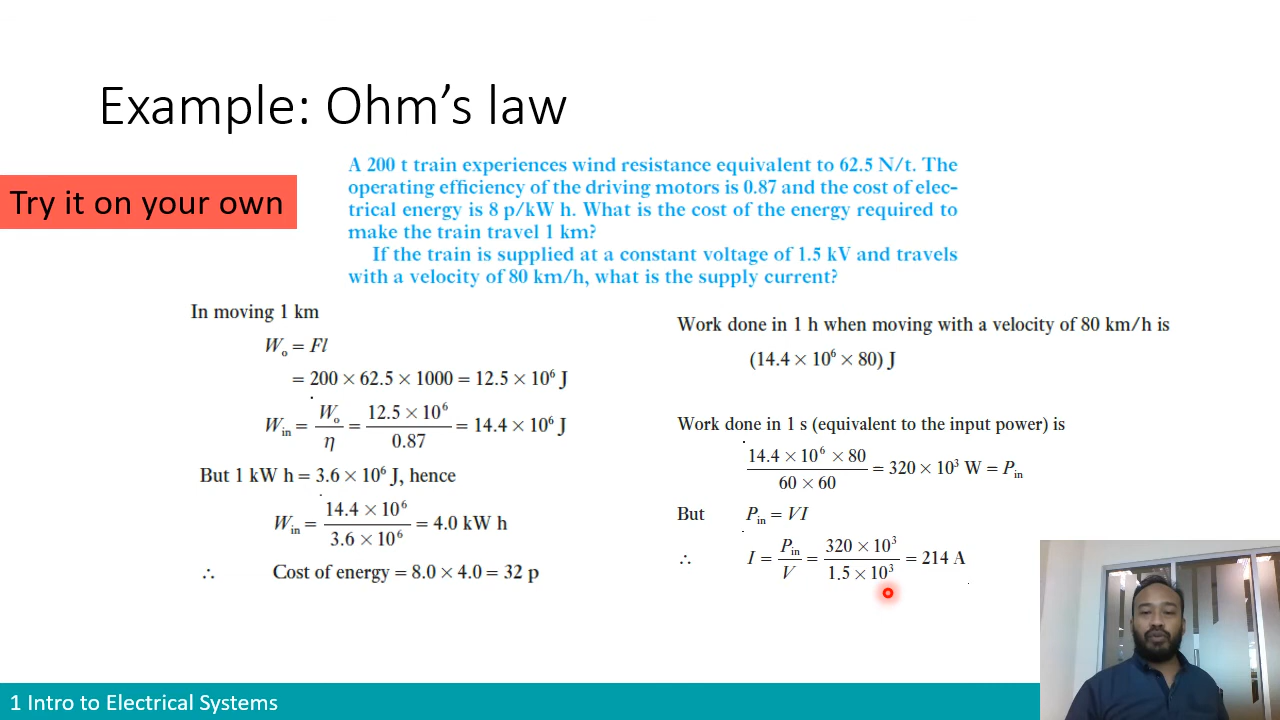 Example: Ohm's law
Try it on your own
A 200 t train experiences wind resistance equivalent to 62.5 N/t. The
operating efficiency of the driving motors is 0.87 and the cost of elec-
trical energy is 8 p/kW h. What is the cost of the energy required to
make the train travel 1 km?
If the train is supplied at a constant voltage of 1.5 kV and travels
with a velocity of 80 km/h, what is the supply current?
In moving 1 km
Wₒ = Fl
= 200 × 62.5 × 1000 = 12.5 × 10⁶ J
W_in = Wₒ/η = 12.5 × 10⁶/0.87 = 14.4 × 10⁶ J
But 1 kW h = 3.6 × 10⁶ J, hence
W_in = 14.4 × 10⁶/3.6 × 10⁶ = 4.0 kW h
∴ Cost of energy = 8.0 × 4.0 = 32 p
Work done in 1 h when moving with a velocity of 80 km/h is
(14.4 × 10⁶ × 80) J
Work done in 1 s (equivalent to the input power) is
14.4 × 10⁶ × 80/60 × 60 = 320 × 10³ W = P_in
But P_in = VI
∴ I = P_in/V = 320 × 10³/1.5 × 10³ = 214 A
1 Intro to Electrical Systems